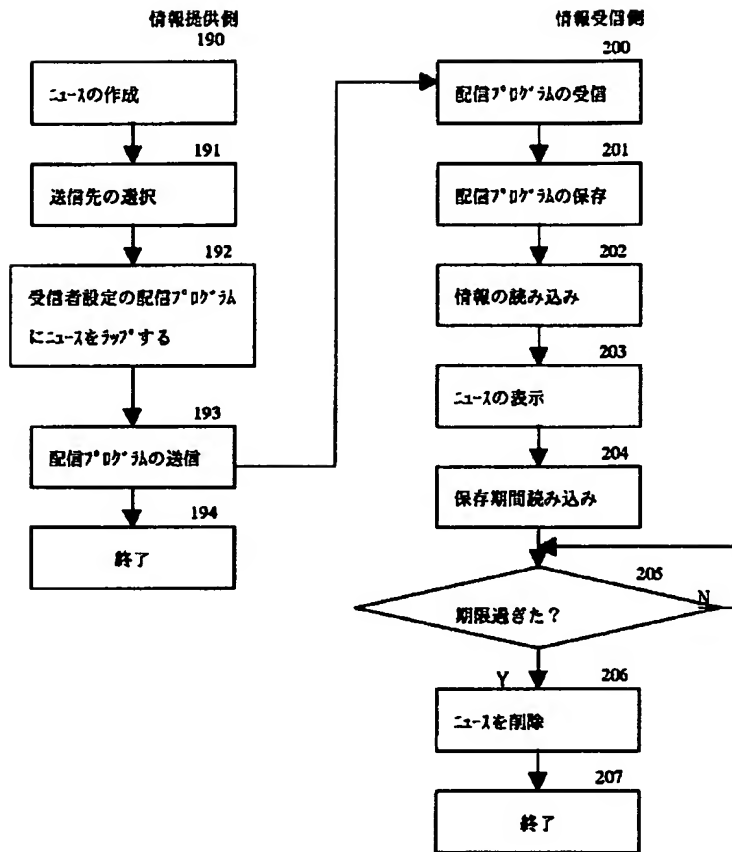 情報提供側
190
ニュースの作成
191
送信先の選択
192
受信者設定の配信プログラム
にニュースをラップする
193
配信プログラムの送信
194
終了
情報受信側
200
配信プログラムの受信
201
配信プログラムの保存
202
情報の読み込み
203
ニュースの表示
204
保存期間読み込み
205
期限過ぎた？
N
Y
206
ニュースを削除
207
終了